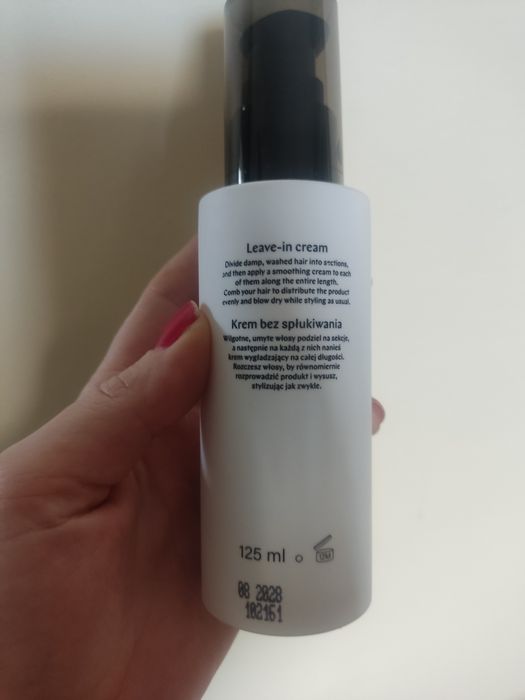 Leave-in cream
Divide damp, washed hair into sections,
and then apply a smoothing cream to each
of them along the entire length.
Comb your hair to distribute the product
evenly and blow dry while styling as usual.
Krem bez spłukiwania
Wilgotne, umyte włosy podziel na sekcje,
a następnie na każdą z nich nanieś
krem wygładzający na całej długości.
Rozczesz włosy, by równomiernie
rozprowadzić produkt i wysusz,
stylizując jak zwykle.
125 ml
12M
08 2028
102161